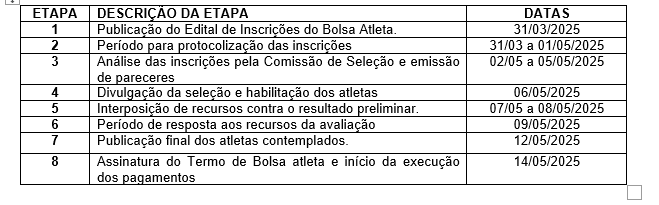 ETAPA DESCRIÇÃO DA ETAPA DATAS
1 Publicação do Edital de Inscrições do Bolsa Atleta. 31/03/2025
2 Período para protocolização das inscrições 31/03 a 01/05/2025
3 Análise das inscrições pela Comissão de Seleção e emissão 02/05 a 05/05/2025
de pareceres
4 Divulgação da seleção e habilitação dos atletas 06/05/2025
5 Interposição de recursos contra o resultado preliminar. 07/05 a 08/05/2025
6 Período de resposta aos recursos da avaliação 09/05/2025
7 Publicação final dos atletas contemplados. 12/05/2025
8 Assinatura do Termo de Bolsa atleta e início da execução 14/05/2025
dos pagamentos